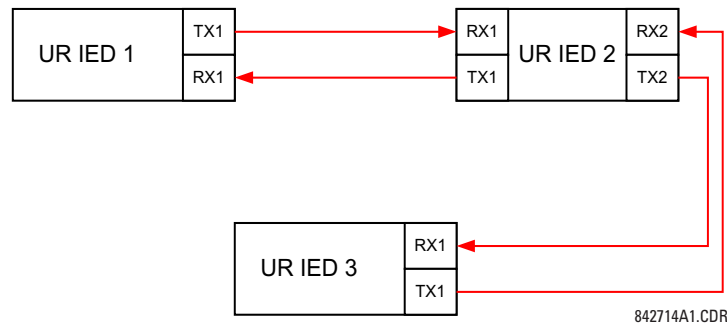 UR IED 1
TX1
RX1
RX1
TX1
UR IED 2
RX2
TX2
UR IED 3
RX1
TX1
842714A1.CDR